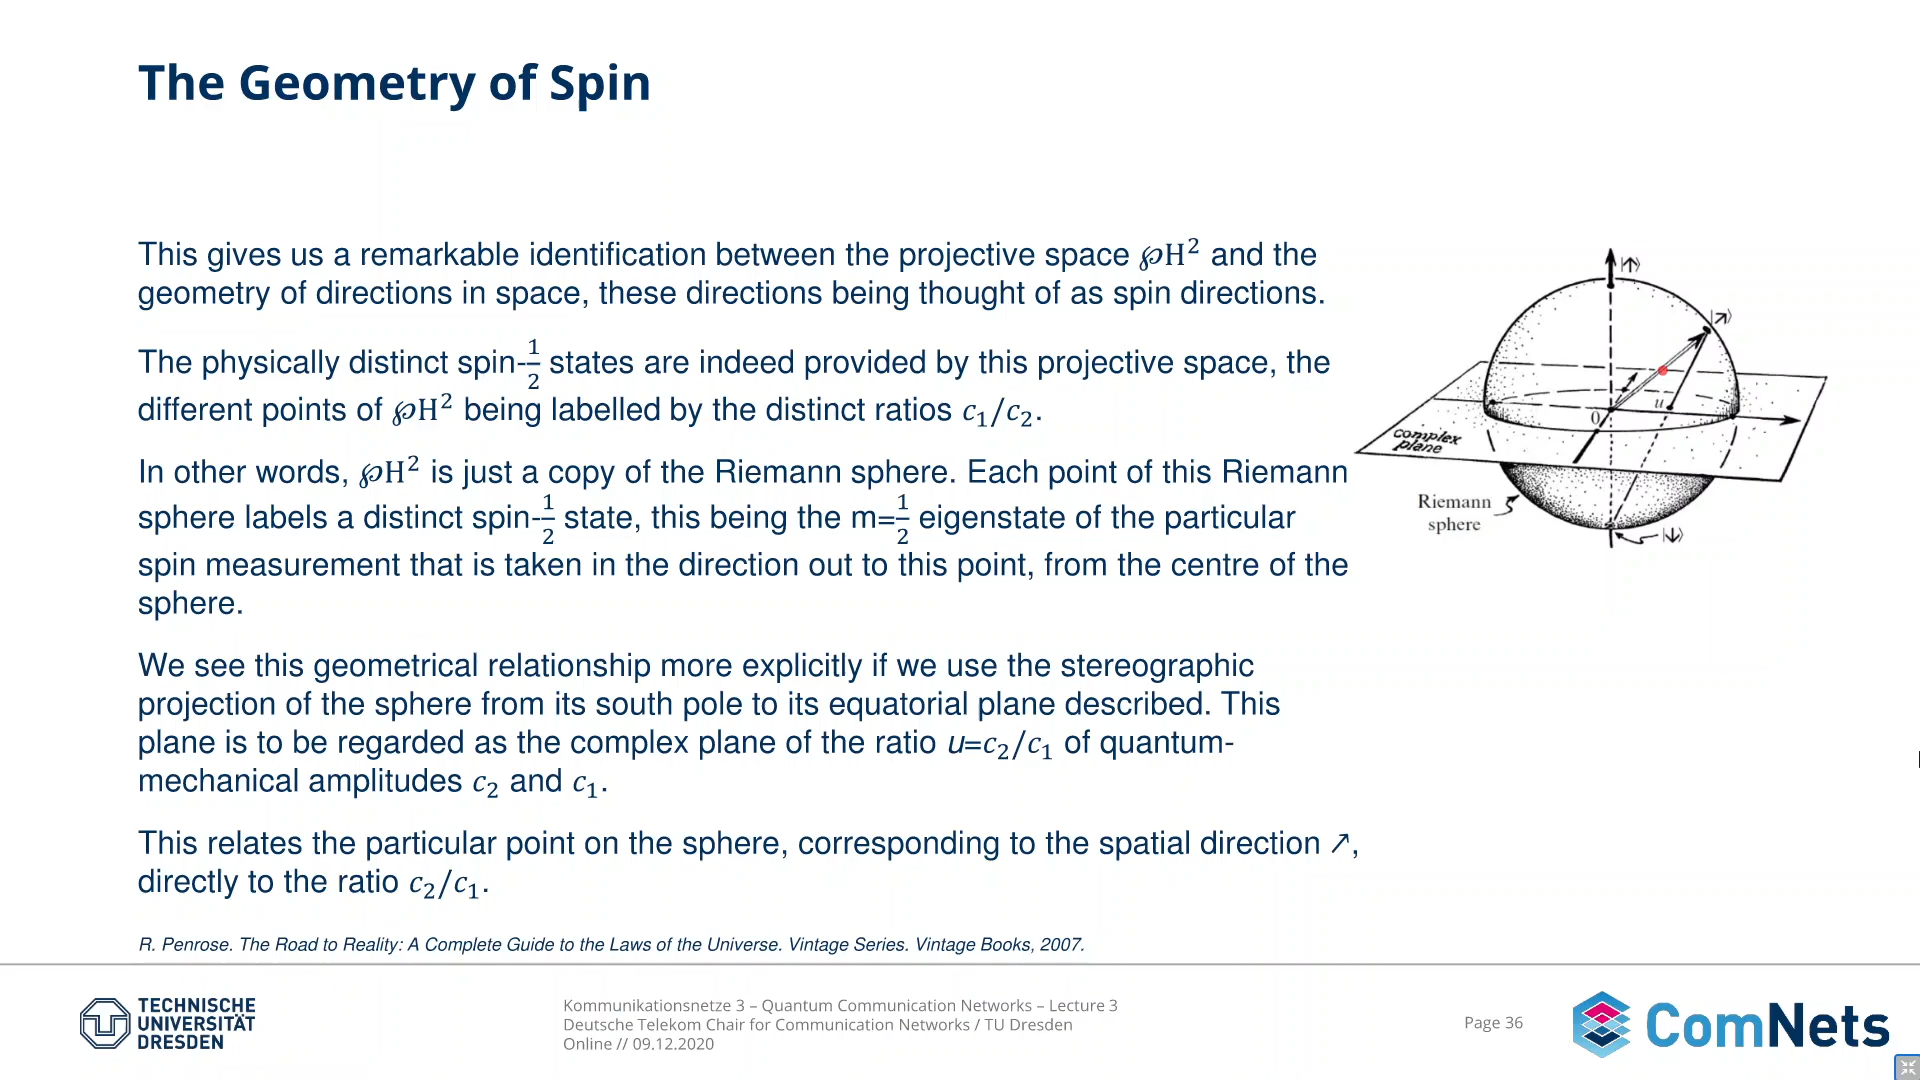 The Geometry of Spin
This gives us a remarkable identification between the projective space ℘H² and the
geometry of directions in space, these directions being thought of as spin directions.
The physically distinct spin-1/2 states are indeed provided by this projective space, the
different points of ℘H² being labelled by the distinct ratios c₁/c₂.
In other words, ℘H² is just a copy of the Riemann sphere. Each point of this Riemann
sphere labels a distinct spin-1/2 state, this being the m=1/2 eigenstate of the particular
spin measurement that is taken in the direction out to this point, from the centre of the
sphere.
We see this geometrical relationship more explicitly if we use the stereographic
projection of the sphere from its south pole to its equatorial plane described. This
plane is to be regarded as the complex plane of the ratio u=c₂/c₁ of quantum-
mechanical amplitudes c₂ and c₁.
This relates the particular point on the sphere, corresponding to the spatial direction ↗,
directly to the ratio c₂/c₁.
|↑⟩
|↗⟩
0
u
complex
plane
Riemann
sphere
|↓⟩
R. Penrose. The Road to Reality: A Complete Guide to the Laws of the Universe. Vintage Series. Vintage Books, 2007.
TECHNISCHE
UNIVERSITÄT
DRESDEN
Kommunikationsnetze 3 – Quantum Communication Networks – Lecture 3
Deutsche Telekom Chair for Communication Networks / TU Dresden
Online // 09.12.2020
Page 36
ComNets